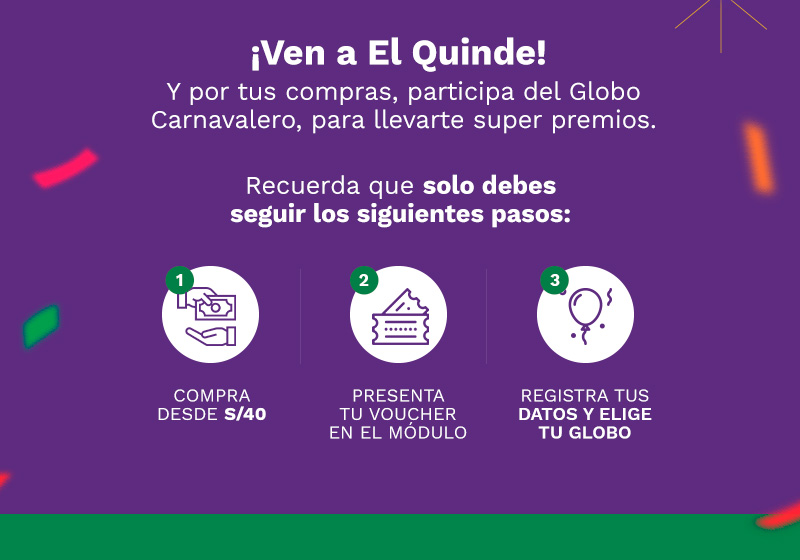 ¡Ven a El Quinde!
Y por tus compras, participa del Globo
Carnavalero, para llevarte super premios.
Recuerda que solo debes
seguir los siguientes pasos:
1
COMPRA
DESDE S/40
2
PRESENTA
TU VOUCHER
EN EL MÓDULO
3
REGISTRA TUS
DATOS Y ELIGE
TU GLOBO